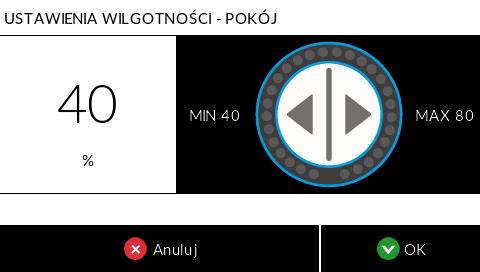 USTAWIENIA WILGOTNOŚCI - POKÓJ
40
%
MIN 40
MAX 80
Anuluj
OK